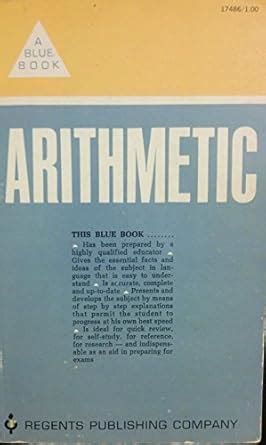 17486/1.00
A
BLUE
BOOK
ARITHMETIC
THIS BLUE BOOK ........
Has been prepared by a
highly qualified educator
Gives the essential facts and
ideas of the subject in lan-
guage that is easy to under-
stand Is accurate, complete
and up-to-date Presents and
develops the subject by means
of step by step explanations
that permit the student to
progress at his own best speed
Is ideal for quick review,
for self-study, for reference,
for research — and indispens-
able as an aid in preparing for
exams
REGENTS PUBLISHING COMPANY